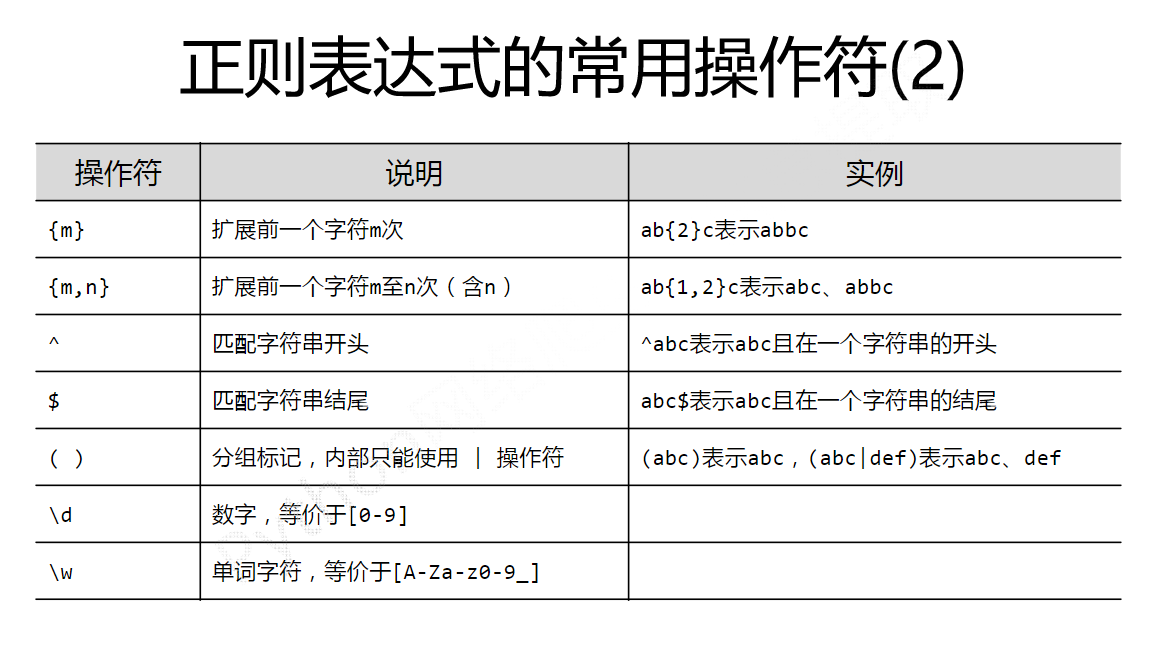 正则表达式的常用操作符(2)
操作符 说明 实例
{m} 扩展前一个字符m次 ab{2}c表示abbc
{m,n} 扩展前一个字符m至n次（含n） ab{1,2}c表示abc、abbc
^ 匹配字符串开头 ^abc表示abc且在一个字符串的开头
$ 匹配字符串结尾 abc$表示abc且在一个字符串的结尾
( ) 分组标记，内部只能使用 | 操作符 (abc)表示abc，(abc|def)表示abc、def
\d 数字，等价于[0-9]
\w 单词字符，等价于[A-Za-z0-9_]